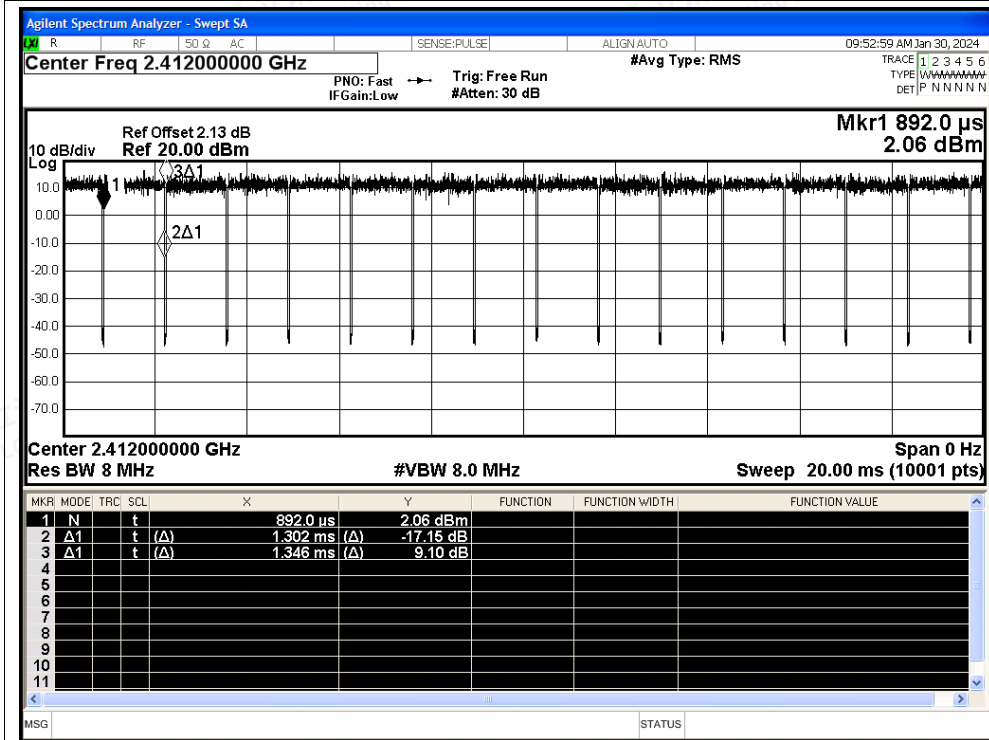 Agilent Spectrum Analyzer - Swept SA
LXI R RF 50 Ω AC SENSE:PULSE ALIGN AUTO 09:52:59 AM Jan 30, 2024
Center Freq 2.412000000 GHz #Avg Type: RMS TRACE 1 2 3 4 5 6
PNO: Fast Trig: Free Run TYPE
IFGain:Low #Atten: 30 dB DET P N N N N N
Mkr1 892.0 µs
Ref Offset 2.13 dB
10 dB/div Ref 20.00 dBm 2.06 dBm
Log
3Δ1
10.0 1
0.00
2Δ1
-10.0
-20.0
-30.0
-40.0
-50.0
-60.0
-70.0
Center 2.412000000 GHz Span 0 Hz
Res BW 8 MHz #VBW 8.0 MHz Sweep 20.00 ms (10001 pts)
MKR MODE TRC SCL X Y FUNCTION FUNCTION WIDTH FUNCTION VALUE
1 N t 892.0 µs 2.06 dBm
2 Δ1 t (Δ) 1.302 ms (Δ) -17.15 dB
3 Δ1 t (Δ) 1.346 ms (Δ) 9.10 dB
4
5
6
7
8
9
10
11
MSG STATUS